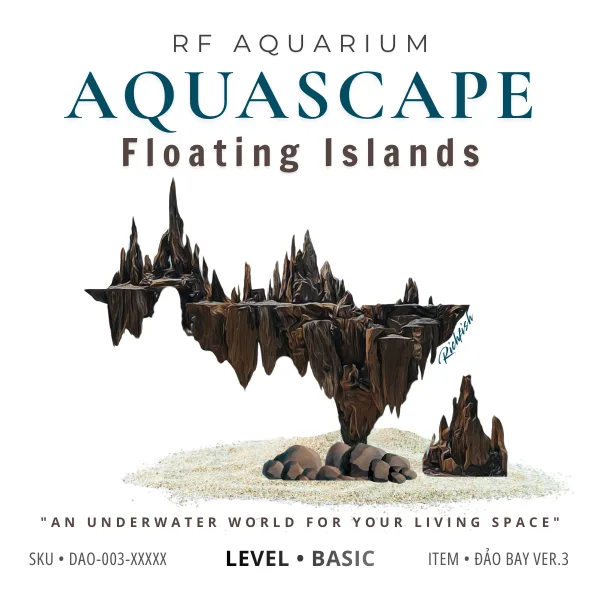 RF AQUARIUM
AQUASCAPE
Floating Islands
Richfish
"AN UNDERWATER WORLD FOR YOUR LIVING SPACE"
SKU • DAO-003-XXXXX
LEVEL • BASIC
ITEM • ĐẢO BAY VER.3